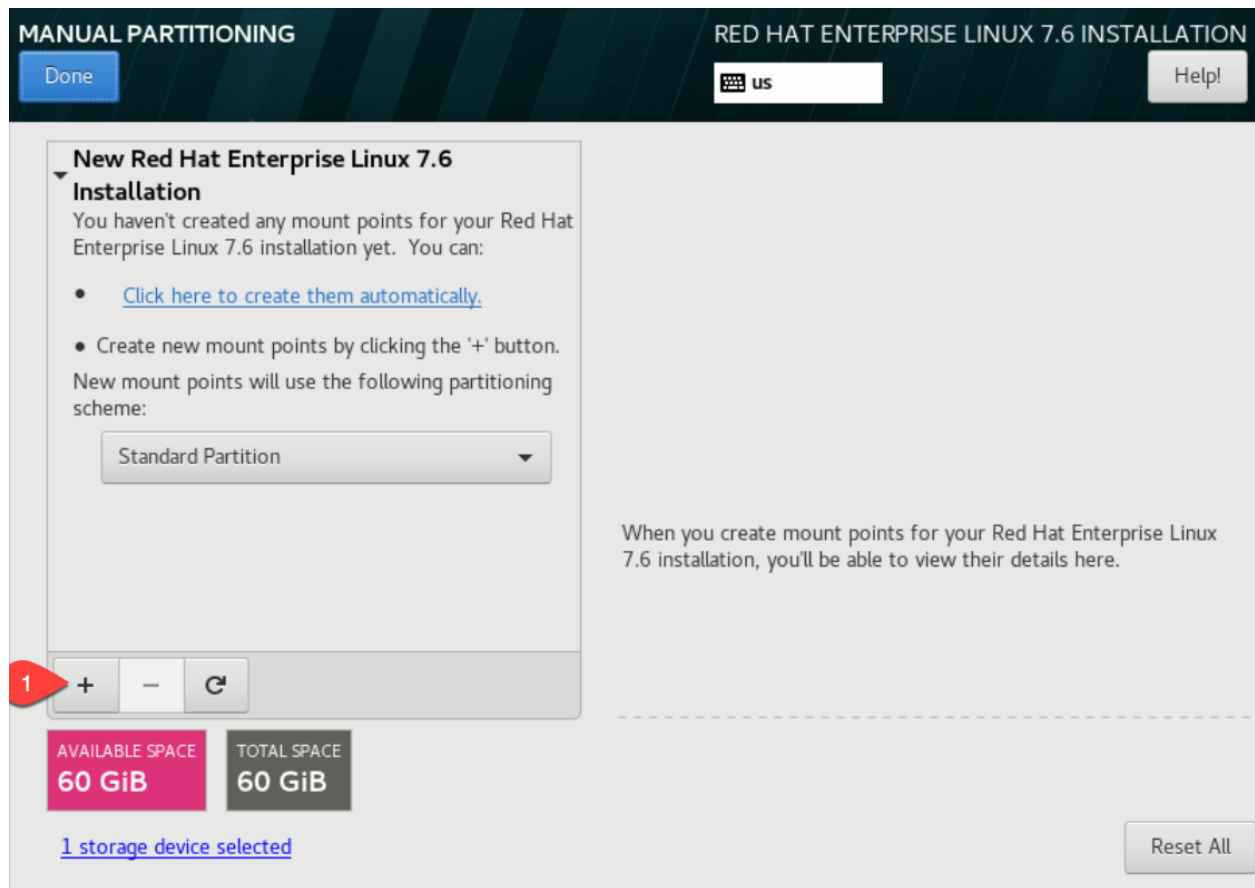 MANUAL PARTITIONING
RED HAT ENTERPRISE LINUX 7.6 INSTALLATION
Done
us
Help!
New Red Hat Enterprise Linux 7.6
Installation
You haven't created any mount points for your Red Hat
Enterprise Linux 7.6 installation yet. You can:
• Click here to create them automatically.
• Create new mount points by clicking the '+' button.
New mount points will use the following partitioning
scheme:
Standard Partition
When you create mount points for your Red Hat Enterprise Linux
7.6 installation, you'll be able to view their details here.
1
+ −
AVAILABLE SPACE
60 GiB
TOTAL SPACE
60 GiB
1 storage device selected
Reset All